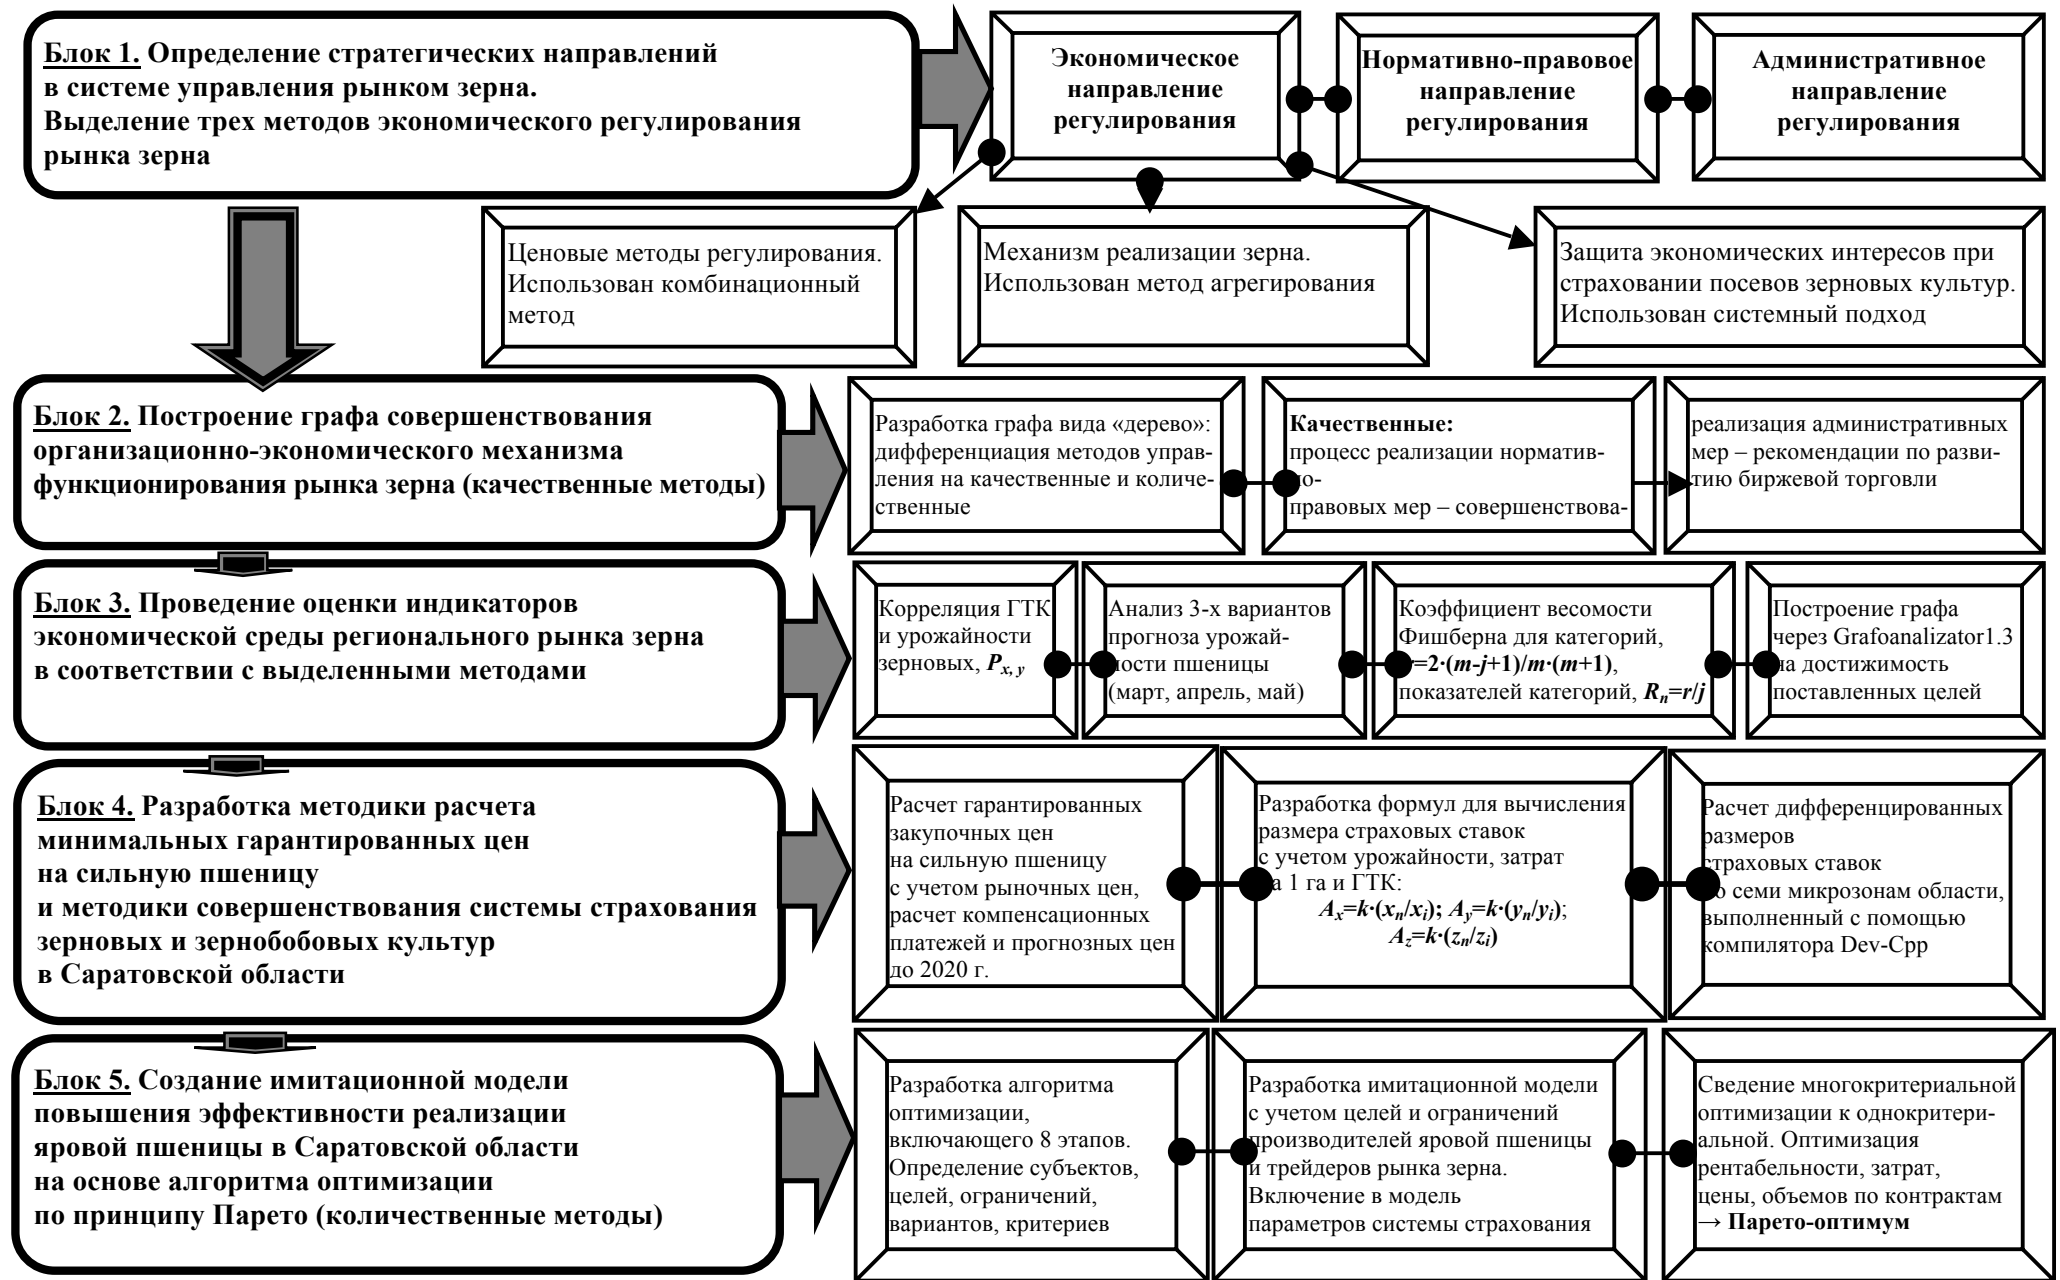 Блок 1. Определение стратегических направлений
в системе управления рынком зерна.
Выделение трех методов экономического регулирования
рынка зерна
Экономическое
направление
регулирования
Нормативно-правовое
направление
регулирования
Административное
направление
регулирования
Ценовые методы регулирования.
Использован комбинационный
метод
Механизм реализации зерна.
Использован метод агрегирования
Защита экономических интересов при
страховании посевов зерновых культур.
Использован системный подход
Блок 2. Построение графа совершенствования
организационно-экономического механизма
функционирования рынка зерна (качественные методы)
Разработка графа вида «дерево»:
дифференциация методов управ-
ления на качественные и количе-
ственные
Качественные:
процесс реализации норматив-
но-
правовых мер – совершенствова-
реализация административных
мер – рекомендации по разви-
тию биржевой торговли
Блок 3. Проведение оценки индикаторов
экономической среды регионального рынка зерна
в соответствии с выделенными методами
Корреляция ГТК
и урожайности
зерновых, Px, y
Анализ 3-х вариантов
прогноза урожай-
ности пшеницы
(март, апрель, май)
Коэффициент весомости
Фишберна для категорий,
r=2·(m-j+1)/m·(m+1),
показателей категорий, Rn=r/j
Построение графа
через Grafoanalizator1.3
на достижимость
поставленных целей
Блок 4. Разработка методики расчета
минимальных гарантированных цен
на сильную пшеницу
и методики совершенствования системы страхования
зерновых и зернобобовых культур
в Саратовской области
Расчет гарантированных
закупочных цен
на сильную пшеницу
с учетом рыночных цен,
расчет компенсационных
платежей и прогнозных цен
до 2020 г.
Разработка формул для вычисления
размера страховых ставок
с учетом урожайности, затрат
на 1 га и ГТК:
Ax=k·(xn/xi); Ay=k·(yn/yi);
Az=k·(zn/zi)
Расчет дифференцированных
размеров
страховых ставок
по семи микрозонам области,
выполненный с помощью
компилятора Dev-Cpp
Блок 5. Создание имитационной модели
повышения эффективности реализации
яровой пшеницы в Саратовской области
на основе алгоритма оптимизации
по принципу Парето (количественные методы)
Разработка алгоритма
оптимизации,
включающего 8 этапов.
Определение субъектов,
целей, ограничений,
вариантов, критериев
Разработка имитационной модели
с учетом целей и ограничений
производителей яровой пшеницы
и трейдеров рынка зерна.
Включение в модель
параметров системы страхования
Сведение многокритериальной
оптимизации к однокритери-
альной. Оптимизация
рентабельности, затрат,
цены, объемов по контрактам
→ Парето-оптимум